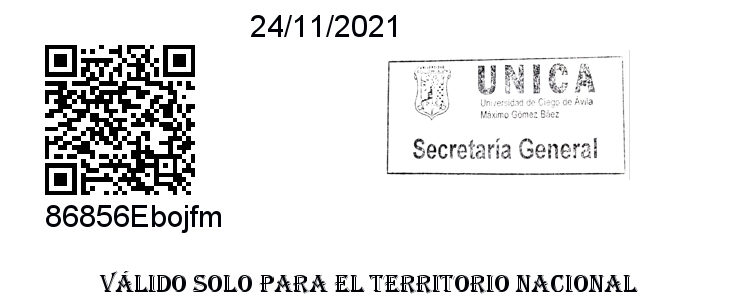 24/11/2021
UNIVERSIDAD
UNICA
Universidad de Ciego de Ávila
Máximo Gómez Báez
Secretaría General
86856Ebojfm
VÁLIDO SOLO PARA EL TERRITORIO NACIONAL